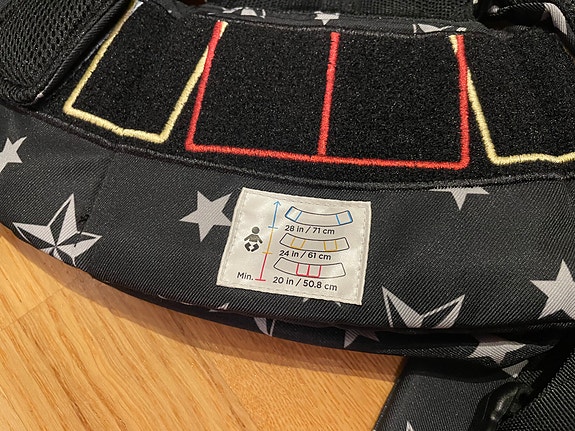 28 in / 71 cm
24 in / 61 cm
Min. 20 in / 50.8 cm